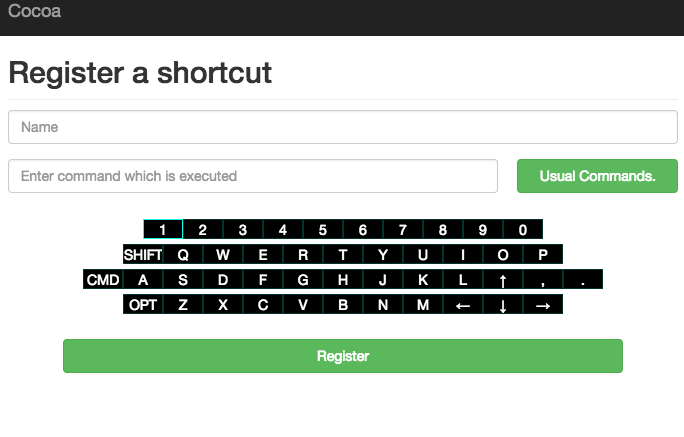 Cocoa
Register a shortcut
Name
Enter command which is executed Usual Commands.
1 2 3 4 5 6 7 8 9 0
SHIFT Q W E R T Y U I O P
CMD A S D F G H J K L ↑ , .
OPT Z X C V B N M ← ↓ →
Register